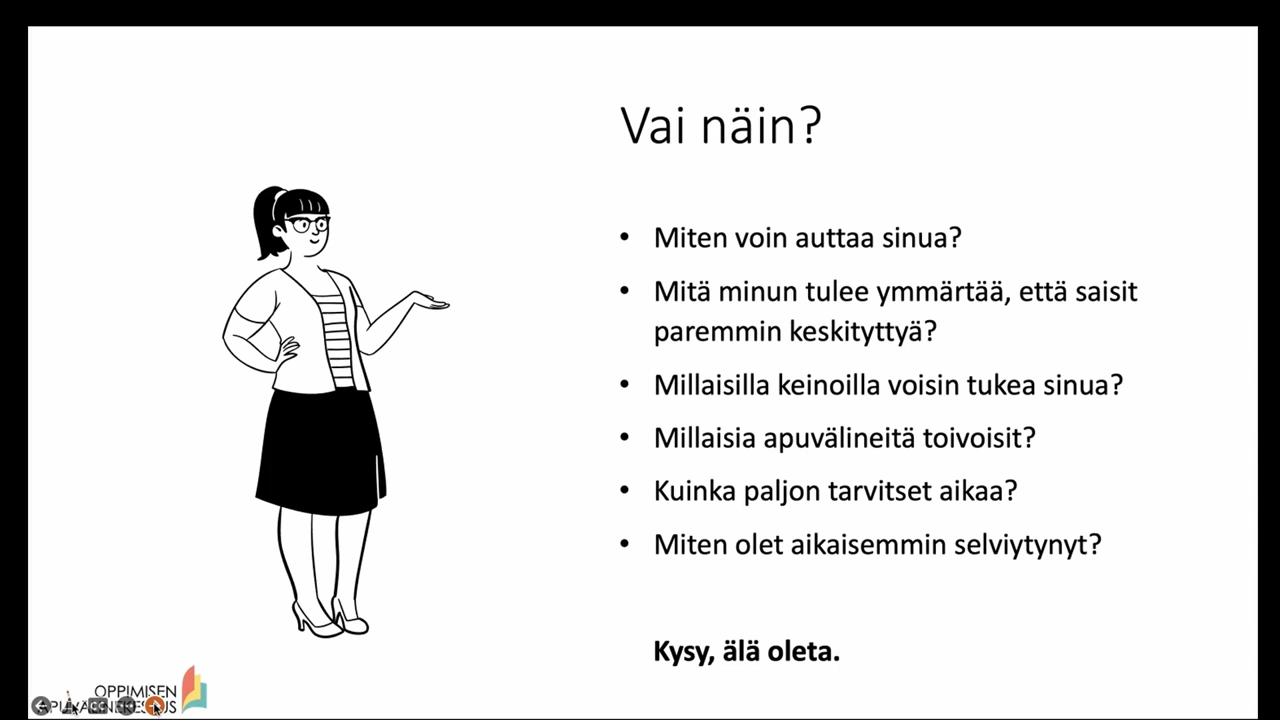 Vai näin?
• Miten voin auttaa sinua?
• Mitä minun tulee ymmärtää, että saisit
paremmin keskityttyä?
• Millaisilla keinoilla voisin tukea sinua?
• Millaisia apuvälineitä toivoisit?
• Kuinka paljon tarvitset aikaa?
• Miten olet aikaisemmin selviytynyt?
Kysy, älä oleta.
OPPIMISEN